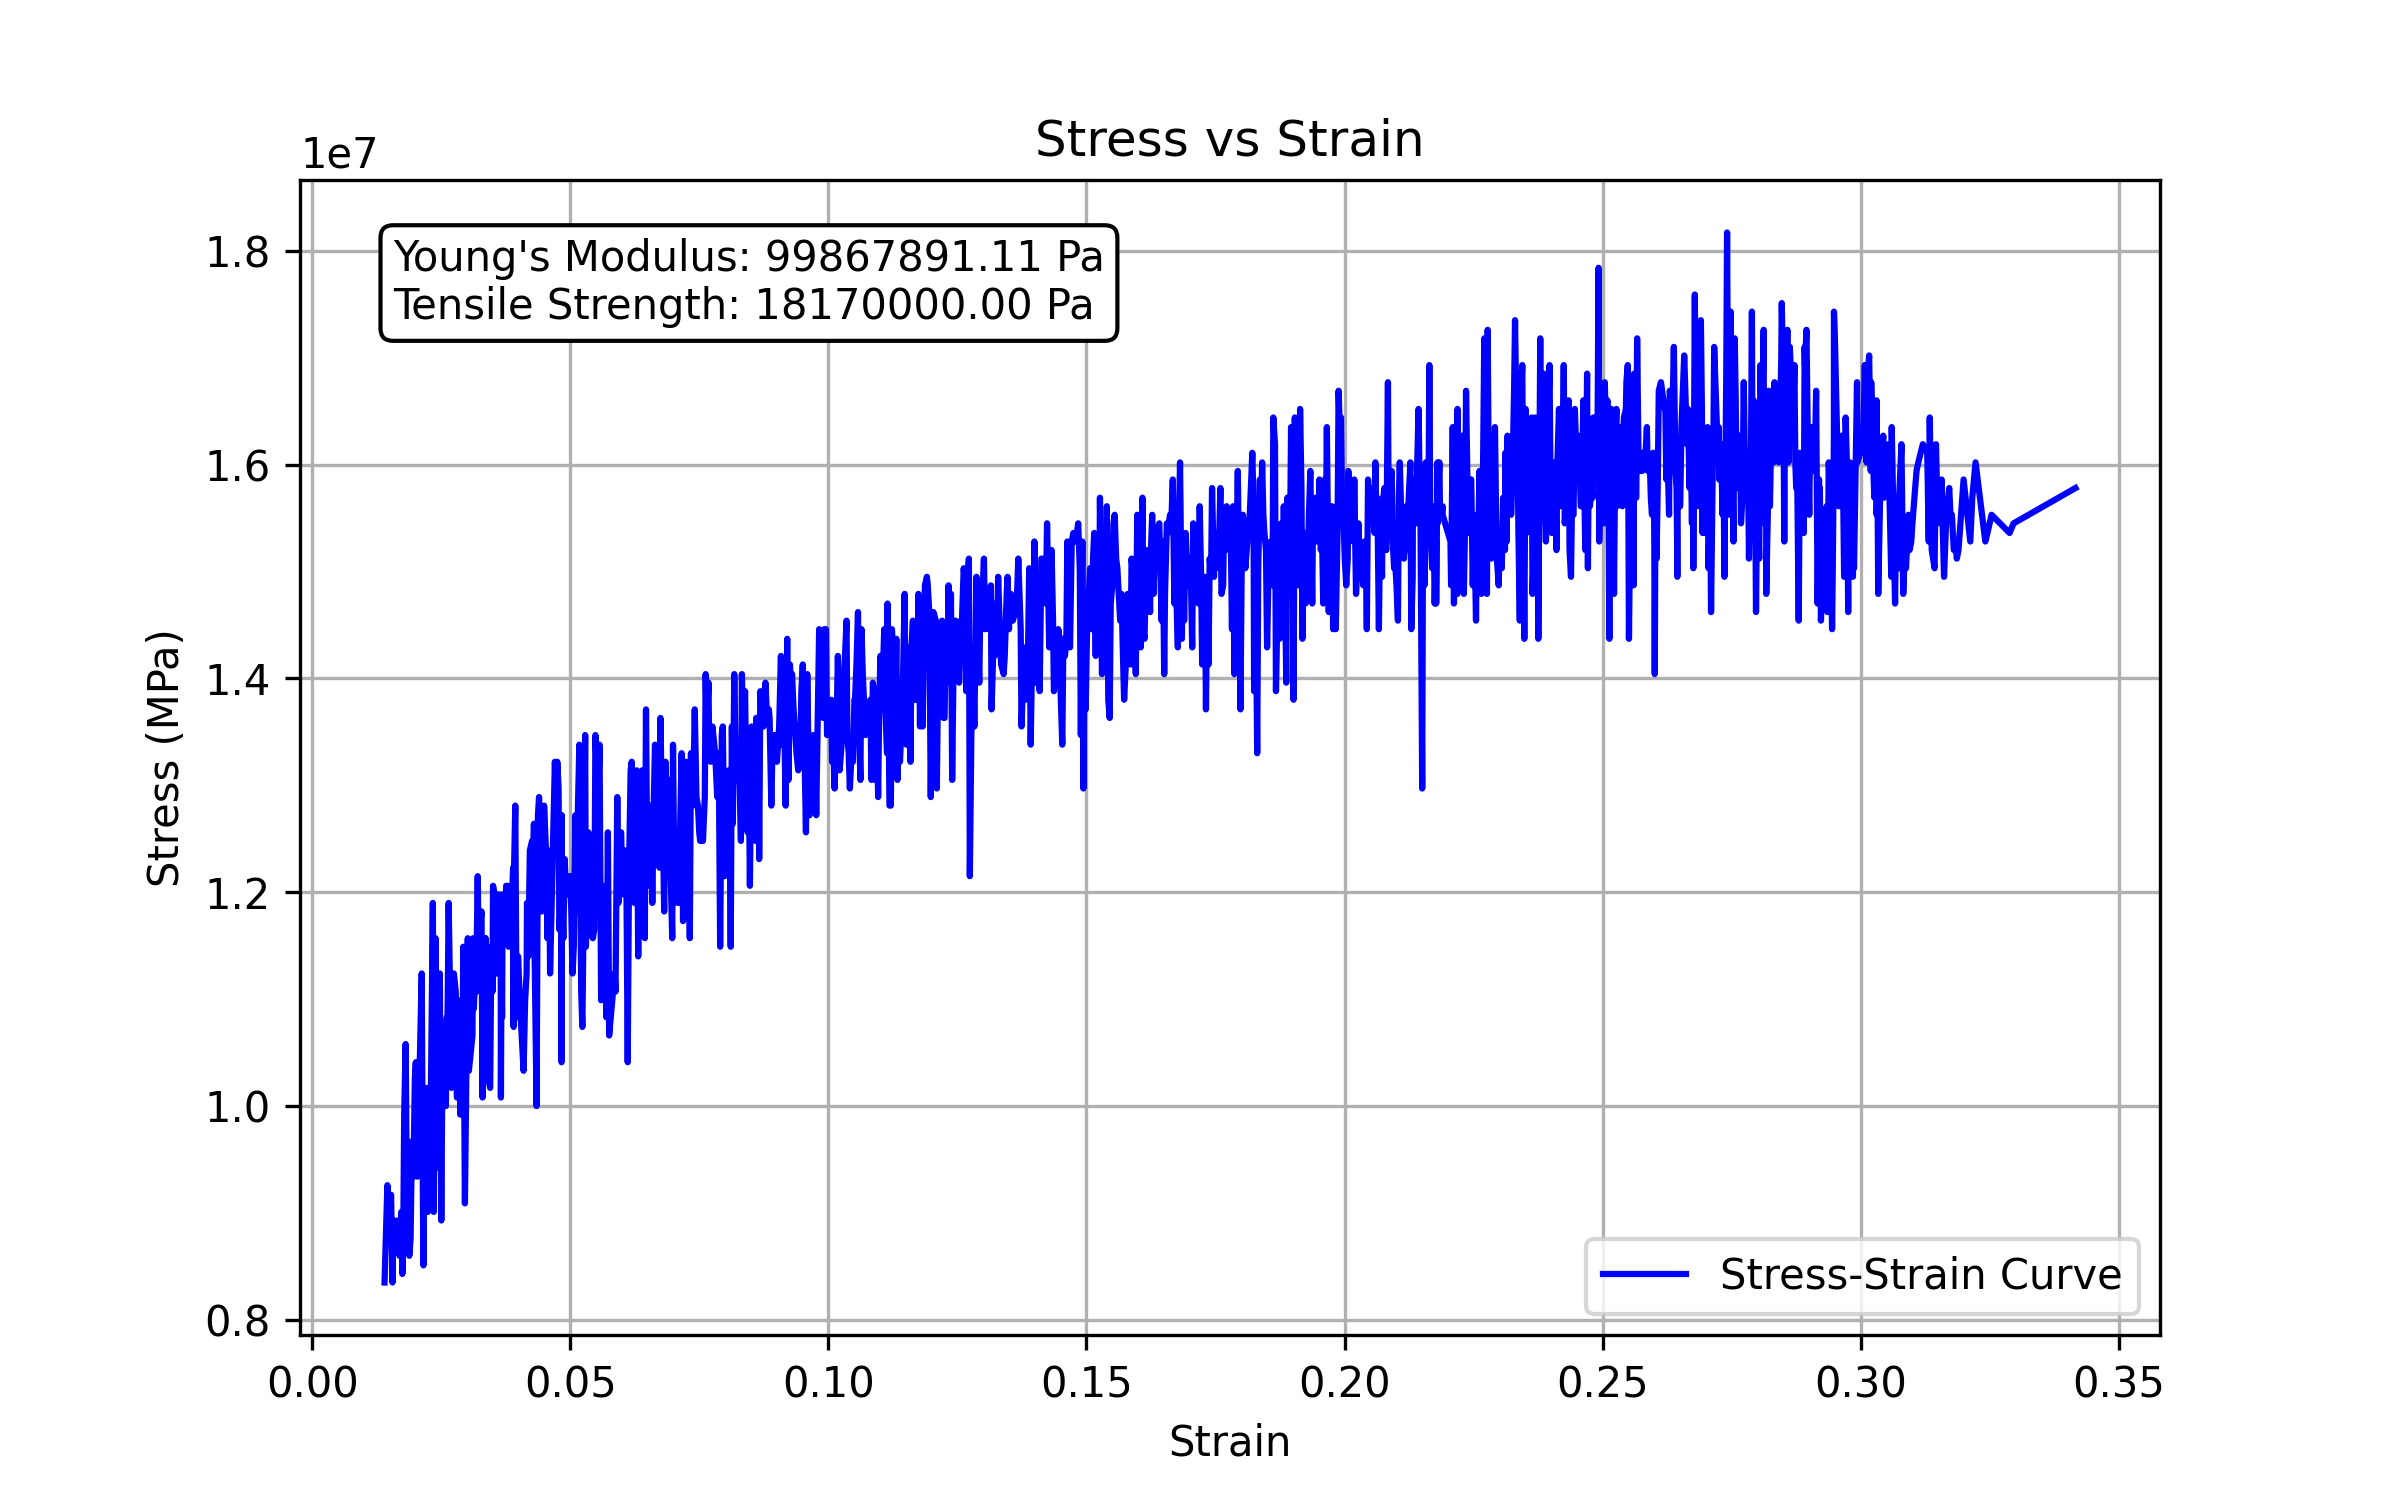 Stress vs Strain
1e7
Young's Modulus: 99867891.11 Pa
Tensile Strength: 18170000.00 Pa
1.8
1.6
1.4
1.2
1.0
0.8
Stress (MPa)
Stress-Strain Curve
0.00 0.05 0.10 0.15 0.20 0.25 0.30 0.35
Strain